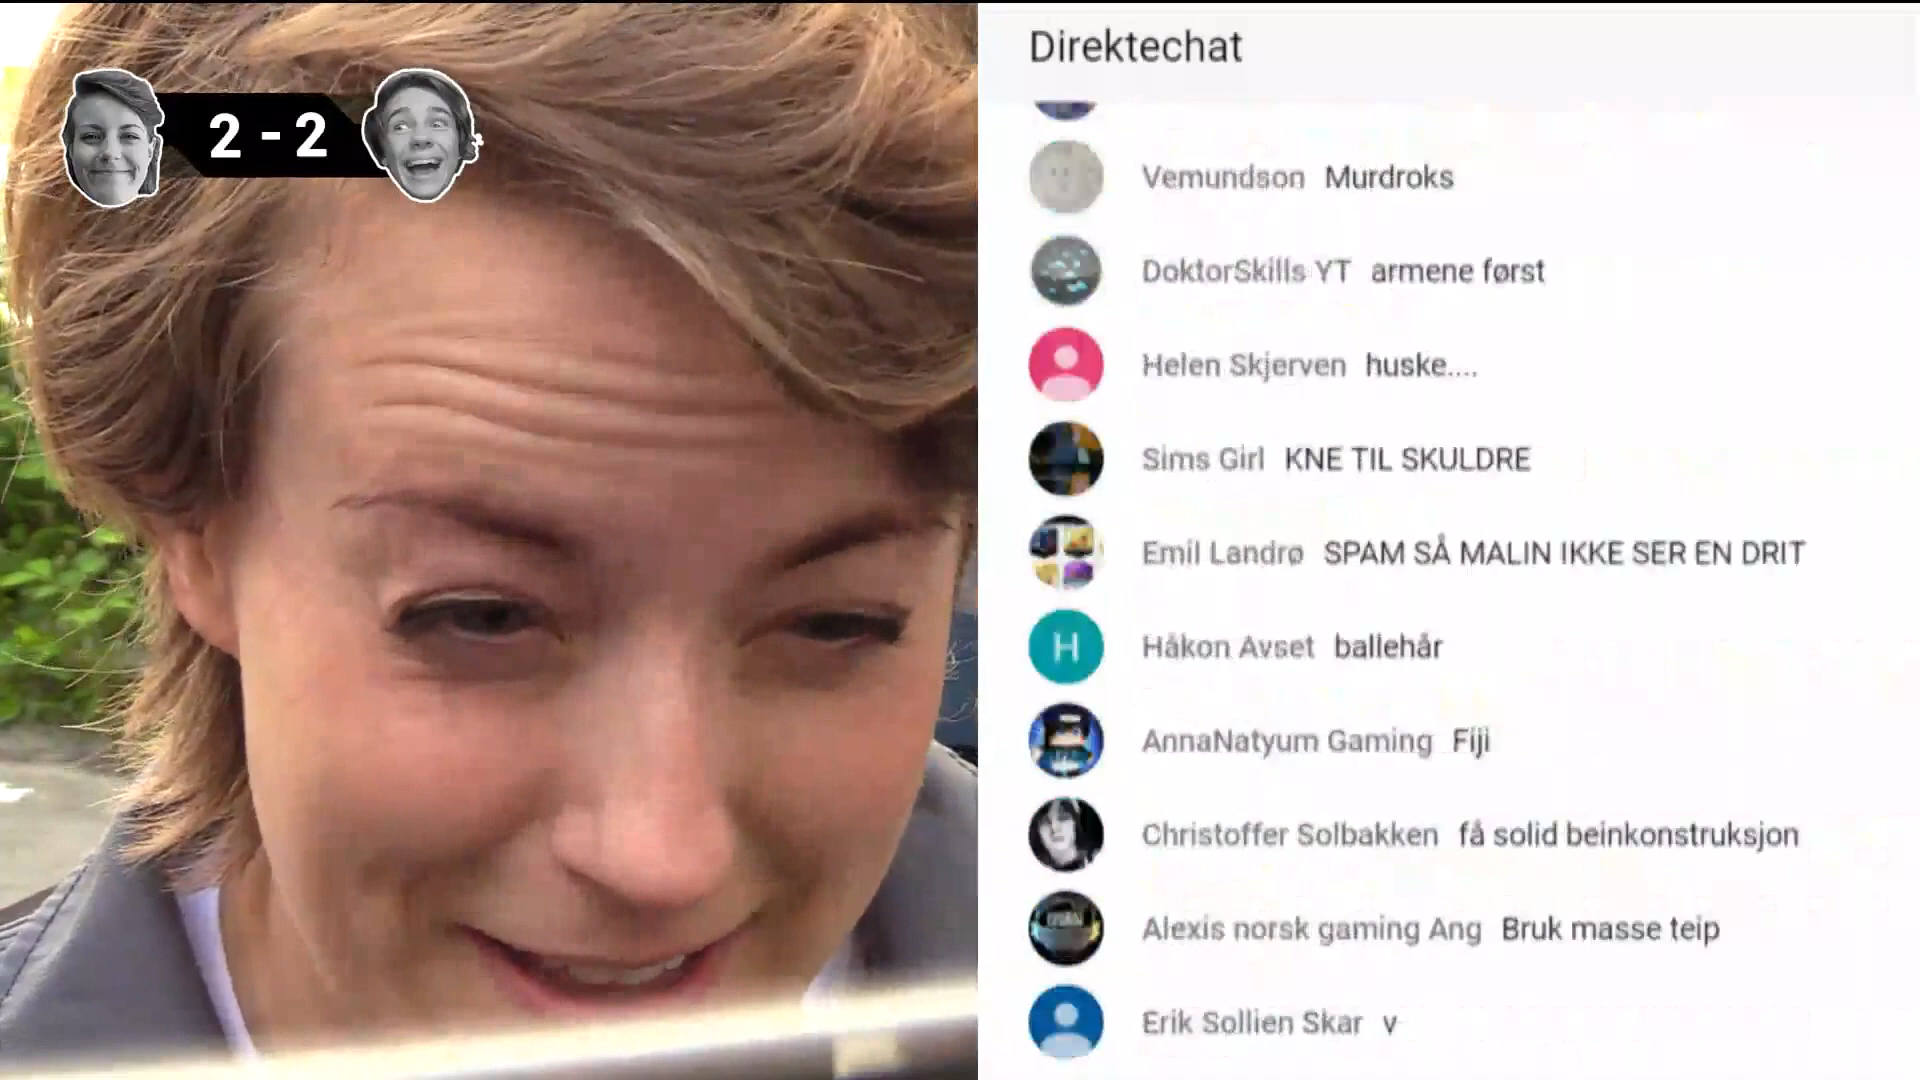 2 - 2
Direktechat
Vemundson Murdroks
DoktorSkills YT armene først
Helen Skjerven huske....
Sims Girl KNE TIL SKULDRE
Emil Landrø SPAM SÅ MALIN IKKE SER EN DRIT
H
Håkon Avset ballehår
AnnaNatyum Gaming Fiji
Christoffer Solbakken få solid beinkonstruksjon
Alexis norsk gaming Ang Bruk masse teip
Erik Sollien Skar v